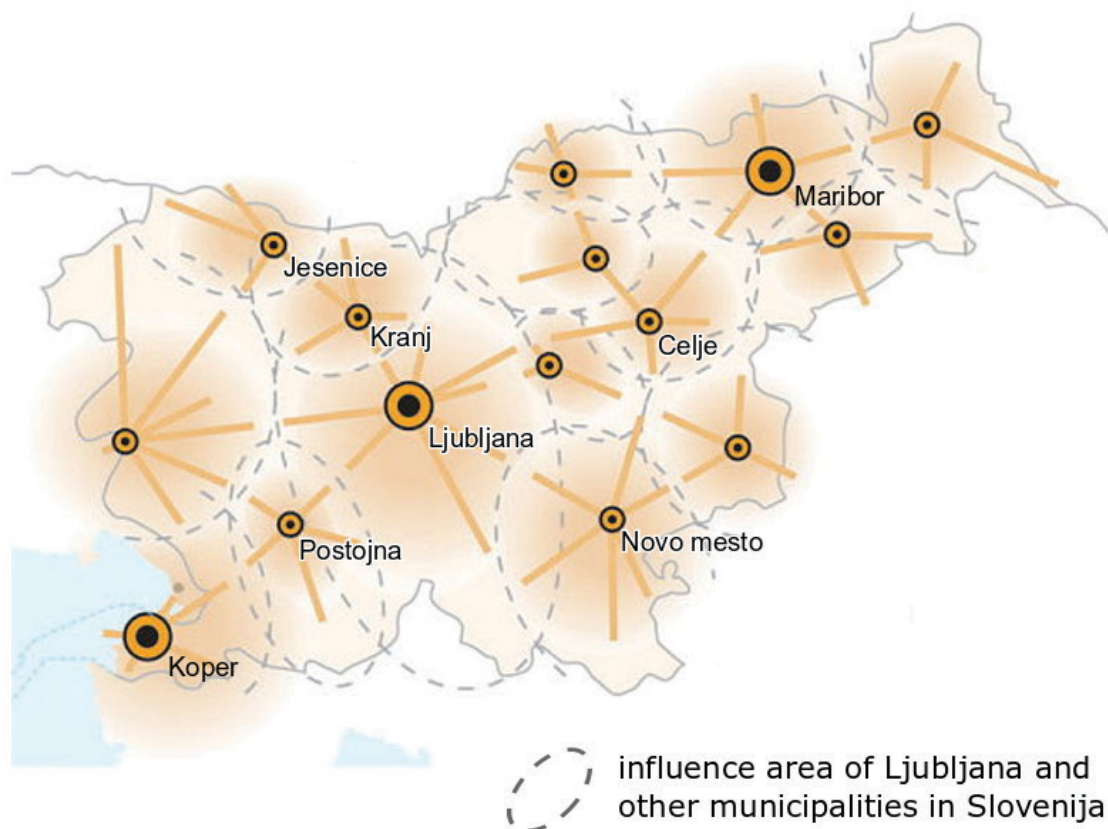 Maribor
Jesenice
Kranj
Celje
Ljubljana
Novo mesto
Postojna
Koper
influence area of Ljubljana and
other municipalities in Slovenija